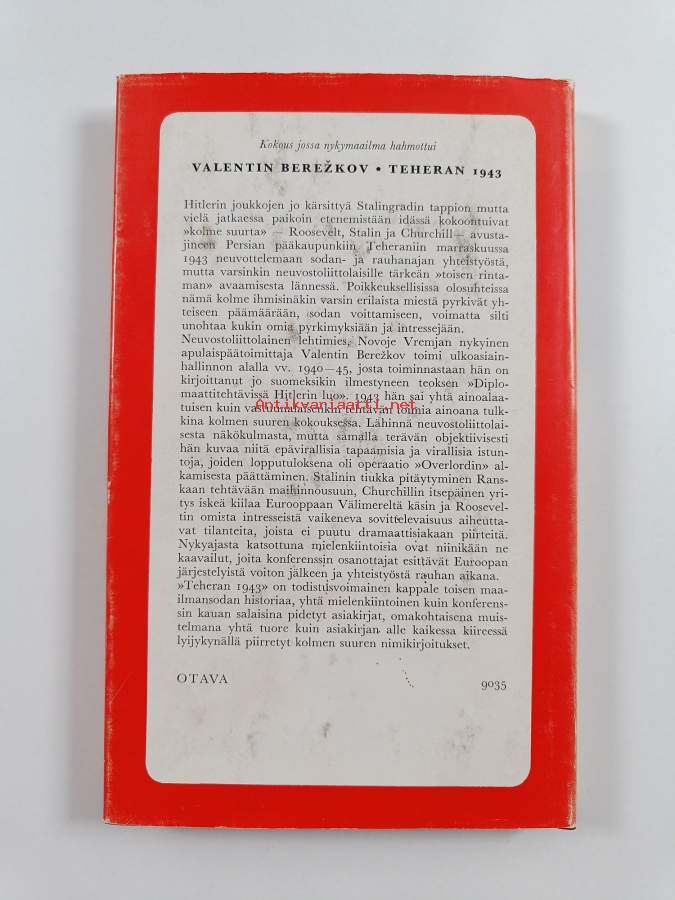 Kokous jossa nykymaailma hahmottui
VALENTIN BEREŽKOV • TEHERAN 1943
Hitlerin joukkojen jo kärsittyä Stalingradin tappion mutta
vielä jatkaessa paikoin etenemistään idässä kokoontuivat
»kolme suurta» — Roosevelt, Stalin ja Churchill — avusta-
jineen Persian pääkaupunkiin Teheraniin marraskuussa
1943 neuvottelemaan sodan- ja rauhanajan yhteistyöstä,
mutta varsinkin neuvostoliittolaisille tärkeän »toisen rinta-
man» avaamisesta lännessä. Poikkeuksellisissa olosuhteissa
nämä kolme ihmisinäkin varsin erilaista miestä pyrkivät yh-
teiseen päämäärään, sodan voittamiseen, voimatta silti
unohtaa kukin omia pyrkimyksiään ja intressejään.
Neuvostoliittolainen lehtimies, Novoje Vremjan nykyinen
apulaispäätoimittaja Valentin Berežkov toimi ulkoasiain-
hallinnon alalla vv. 1940—45, josta toiminnastaan hän on
kirjoittanut jo suomeksikin ilmestyneen teoksen »Diplo-
maattitehtävissä Hitlerin luo». 1943 hän sai yhtä ainoalaa-
Antikvariaatti.net
tuisen kuin vastuunalaisenkin tehtävän toimia ainoana tulk-
kina kolmen suuren kokouksessa. Lähinnä neuvostoliittolai-
sesta näkökulmasta, mutta samalla terävän objektiivisesti
hän kuvaa niitä epävirallisia tapaamisia ja virallisia istun-
toja, joiden lopputuloksena oli operaatio »Overlordin» al-
kamisesta päättäminen. Stalinin tiukka pitäytyminen Rans-
kaan tehtävään maihinnousuun, Churchillin itsepäinen yri-
tys iskeä kiilaa Eurooppaan Välimereltä käsin ja Roosevel-
tin omista intresseistä vaikeneva sovittelevaisuus aiheutta-
vat tilanteita, joista ei puutu dramaattisiakaan piirteitä.
Nykyajasta katsottuna mielenkiintoisia ovat niinikään ne
kaavailut, joita konferenssin osanottajat esittävät Euroopan
järjestelyistä voiton jälkeen ja yhteistyöstä rauhan aikana.
»Teheran 1943» on todistusvoimainen kappale toisen maa-
ilmansodan historiaa, yhtä mielenkiintoinen kuin konferens-
sin kauan salaisina pidetyt asiakirjat, omakohtaisena muis-
telmana yhtä tuore kuin asiakirjan alle kaikessa kiireessä
lyijykynällä piirretyt kolmen suuren nimikirjoitukset.
OTAVA
9035